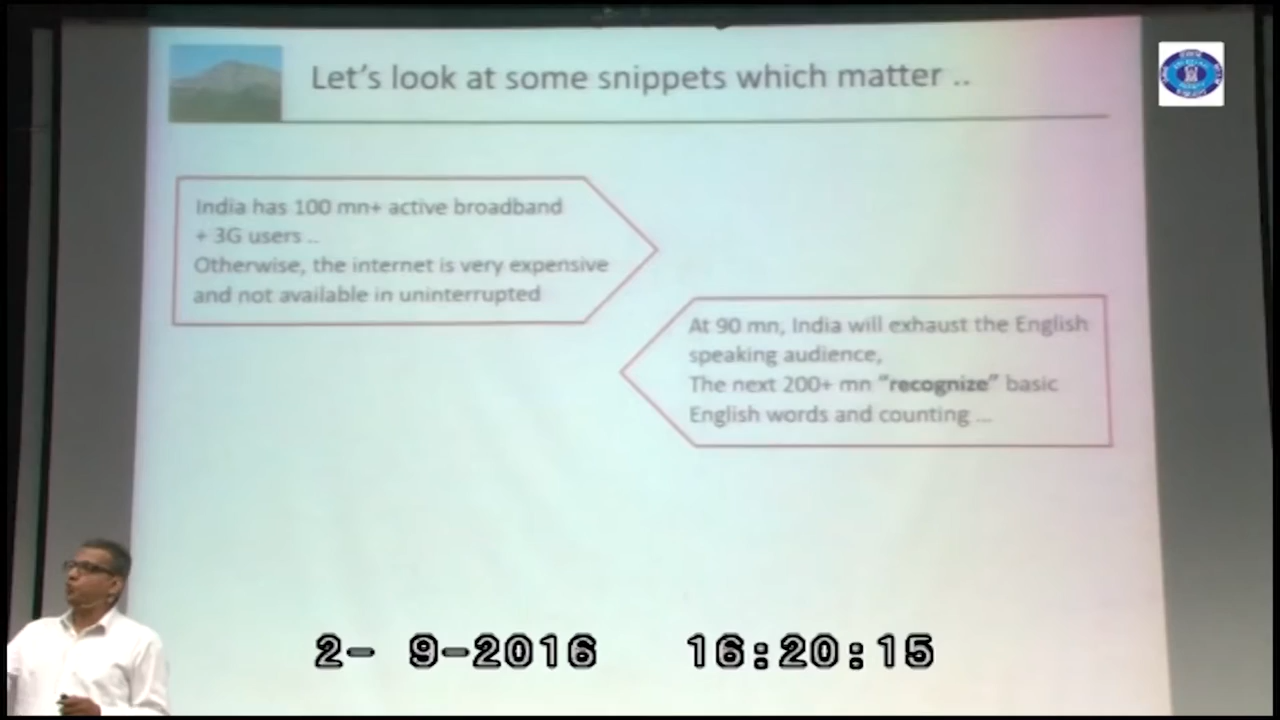 Let's look at some snippets which matter ..
India has 100 mn+ active broadband
+ 3G users ..
Otherwise, the internet is very expensive
and not available in uninterrupted
At 90 mn, India will exhaust the English
speaking audience,
The next 200+ mn "recognize" basic
English words and counting ...
2- 9-2016 16:20:15